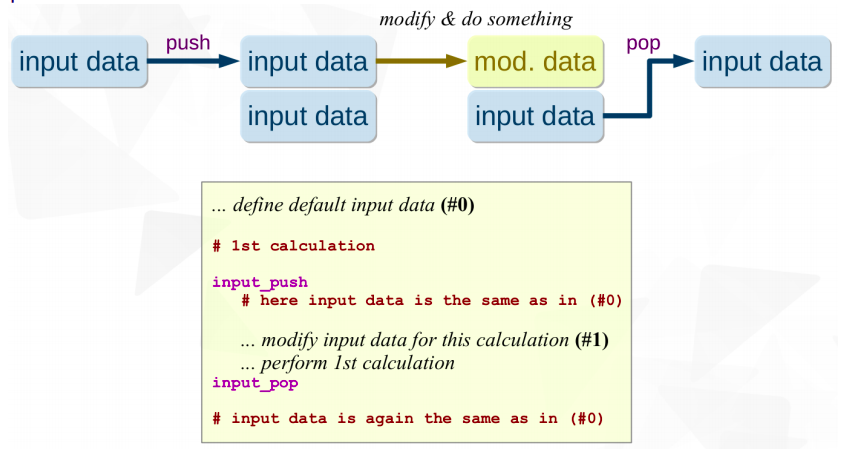 modify & do something
input data
push
input data
mod. data
pop
input data
input data
input data
... define default input data (#0)
# 1st calculation
input_push
# here input data is the same as in (#0)
... modify input data for this calculation (#1)
... perform 1st calculation
input_pop
# input data is again the same as in (#0)